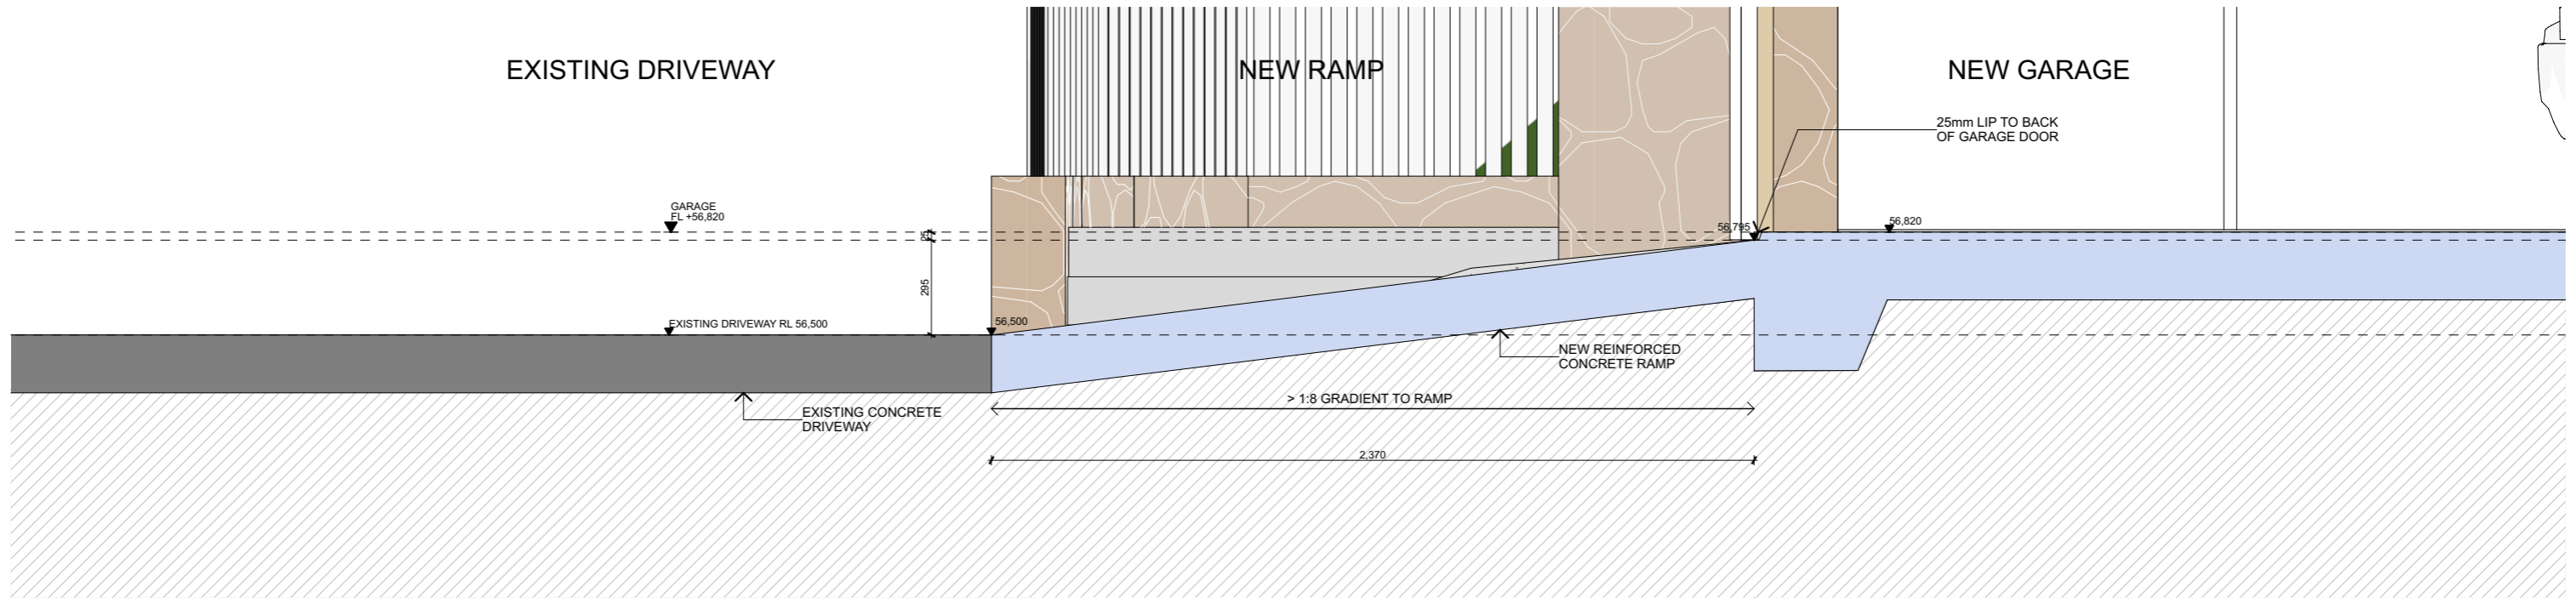 EXISTING DRIVEWAY
NEW RAMP
NEW GARAGE
25mm LIP TO BACK
OF GARAGE DOOR
GARAGE
FL +56,820
56,795
56,820
25
295
EXISTING DRIVEWAY RL 56,500
56,500
NEW REINFORCED
CONCRETE RAMP
> 1:8 GRADIENT TO RAMP
EXISTING CONCRETE
DRIVEWAY
2,370